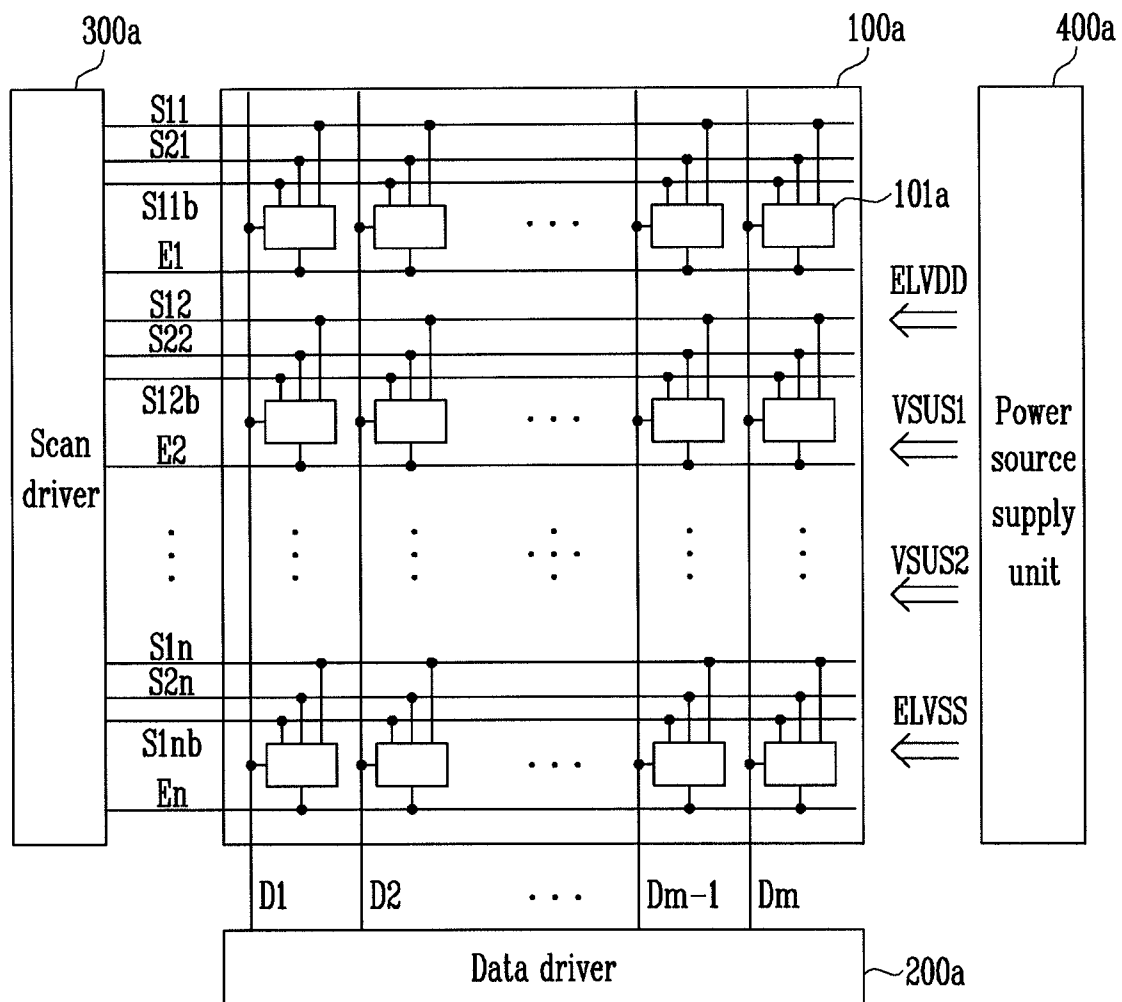 300a
100a
400a
S11
S21
S11b
101a
E1
ELVDD
S12
S22
S12b
VSUS1
E2
Scan
driver
Power
source
supply
unit
VSUS2
S1n
S2n
ELVSS
S1nb
En
D1
D2
Dm-1
Dm
Data driver
200a